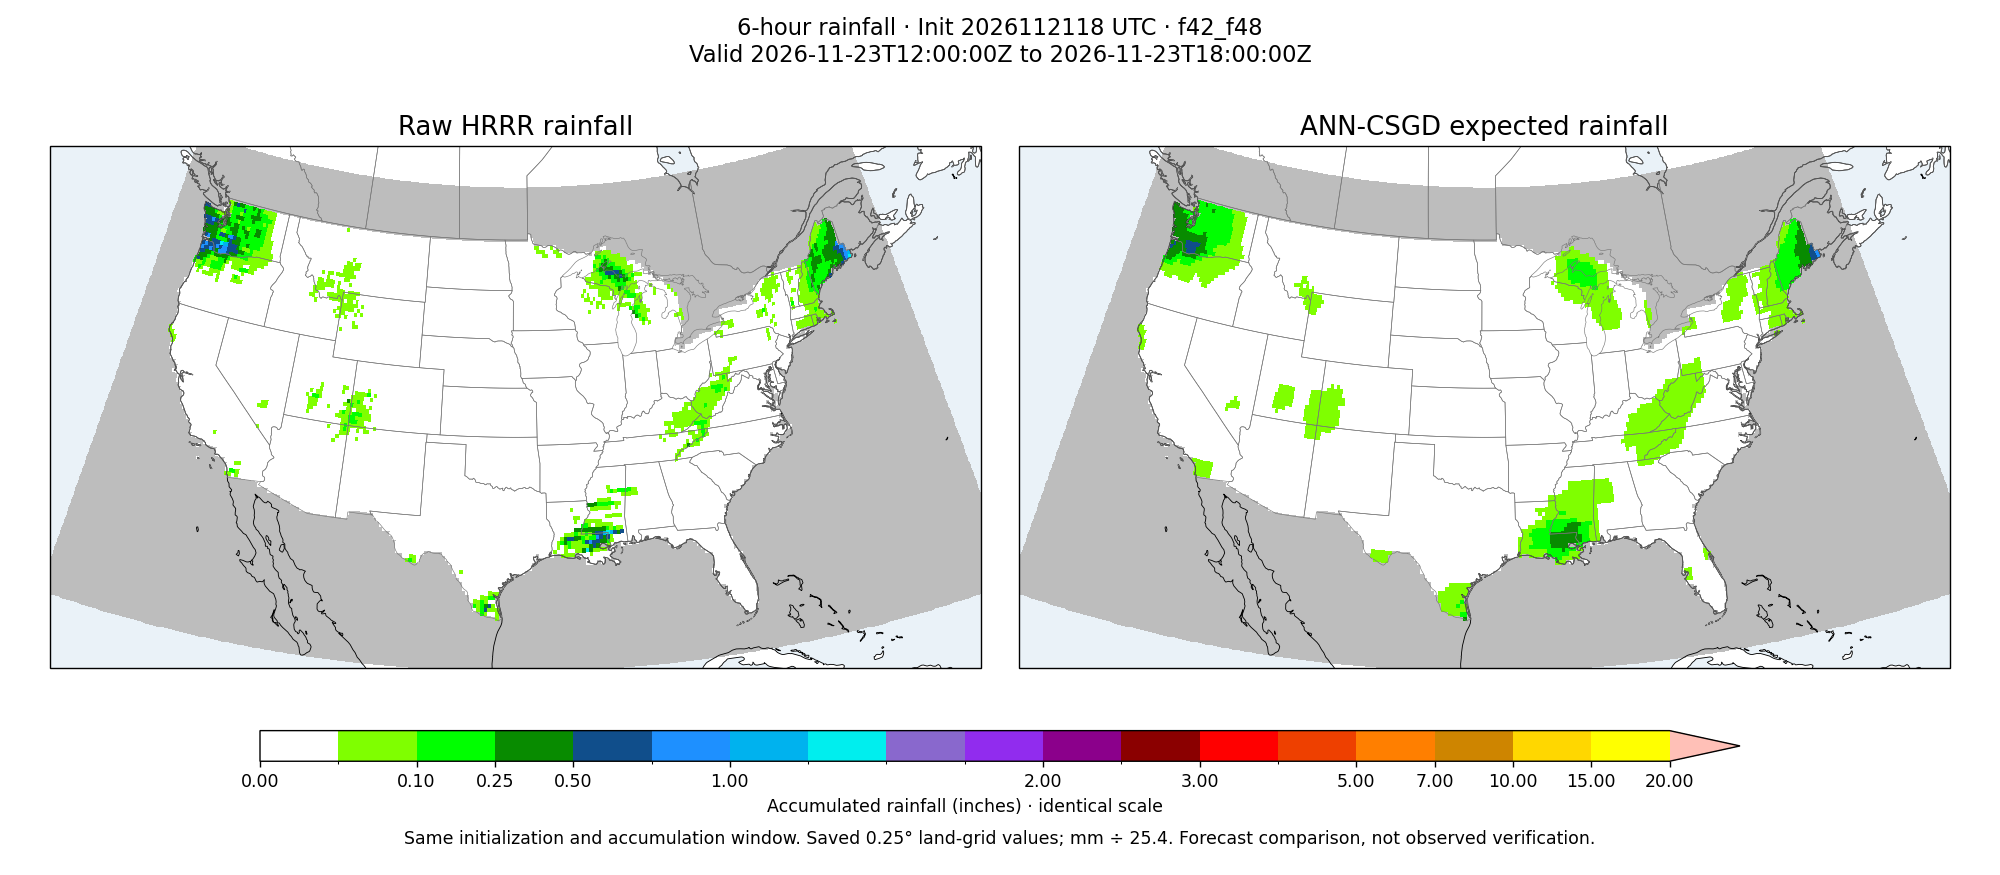 6-hour rainfall · Init 2026112118 UTC · f42_f48
Valid 2026-11-23T12:00:00Z to 2026-11-23T18:00:00Z
Raw HRRR rainfall
ANN-CSGD expected rainfall
0.00 0.10 0.25 0.50 1.00 2.00 3.00 5.00 7.00 10.00 15.00 20.00
Accumulated rainfall (inches) · identical scale
Same initialization and accumulation window. Saved 0.25° land-grid values; mm ÷ 25.4. Forecast comparison, not observed verification.